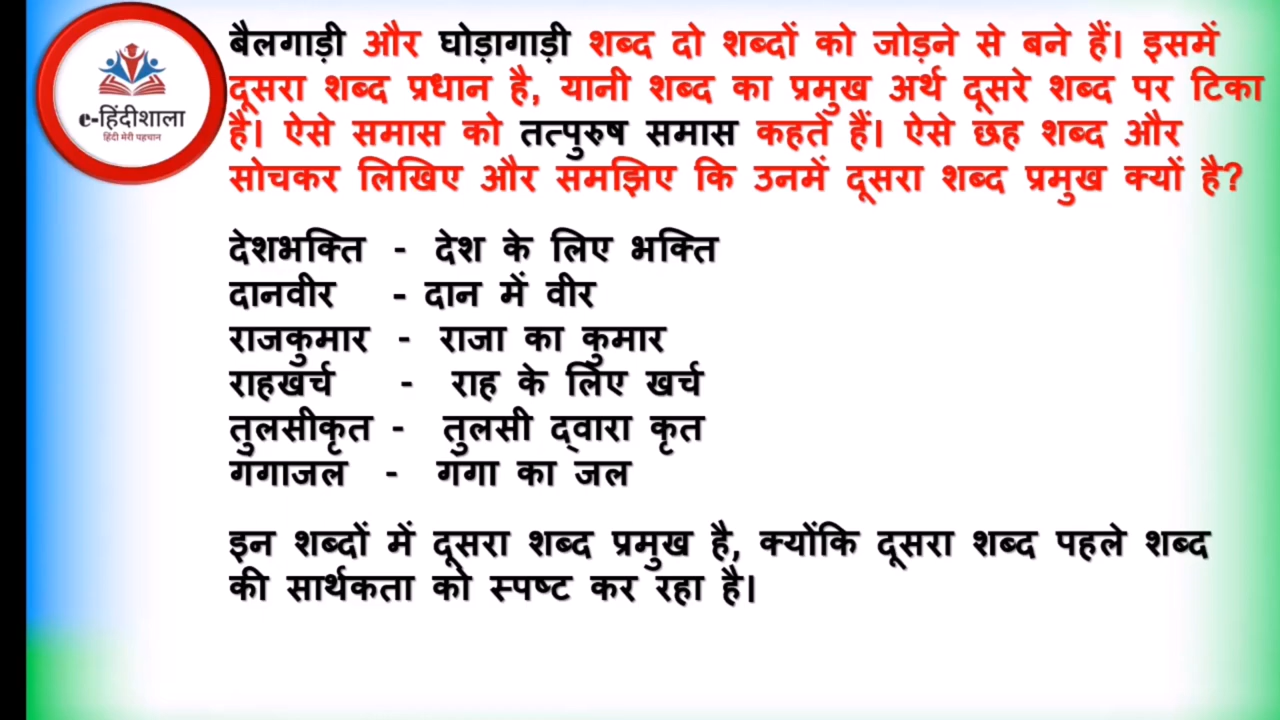 e-हिंदीशाला
हिंदी मेरी पहचान
बैलगाड़ी और घोड़ागाड़ी शब्द दो शब्दों को जोड़ने से बने हैं। इसमें
दूसरा शब्द प्रधान है, यानी शब्द का प्रमुख अर्थ दूसरे शब्द पर टिका
है। ऐसे समास को तत्पुरुष समास कहते हैं। ऐसे छह शब्द और
सोचकर लिखिए और समझिए कि उनमें दूसरा शब्द प्रमुख क्यों है?
देशभक्ति - देश के लिए भक्ति
दानवीर - दान में वीर
राजकुमार - राजा का कुमार
राहखर्च - राह के लिए खर्च
तुलसीकृत - तुलसी द्वारा कृत
गंगाजल - गंगा का जल
इन शब्दों में दूसरा शब्द प्रमुख है, क्योंकि दूसरा शब्द पहले शब्द
की सार्थकता को स्पष्ट कर रहा है।